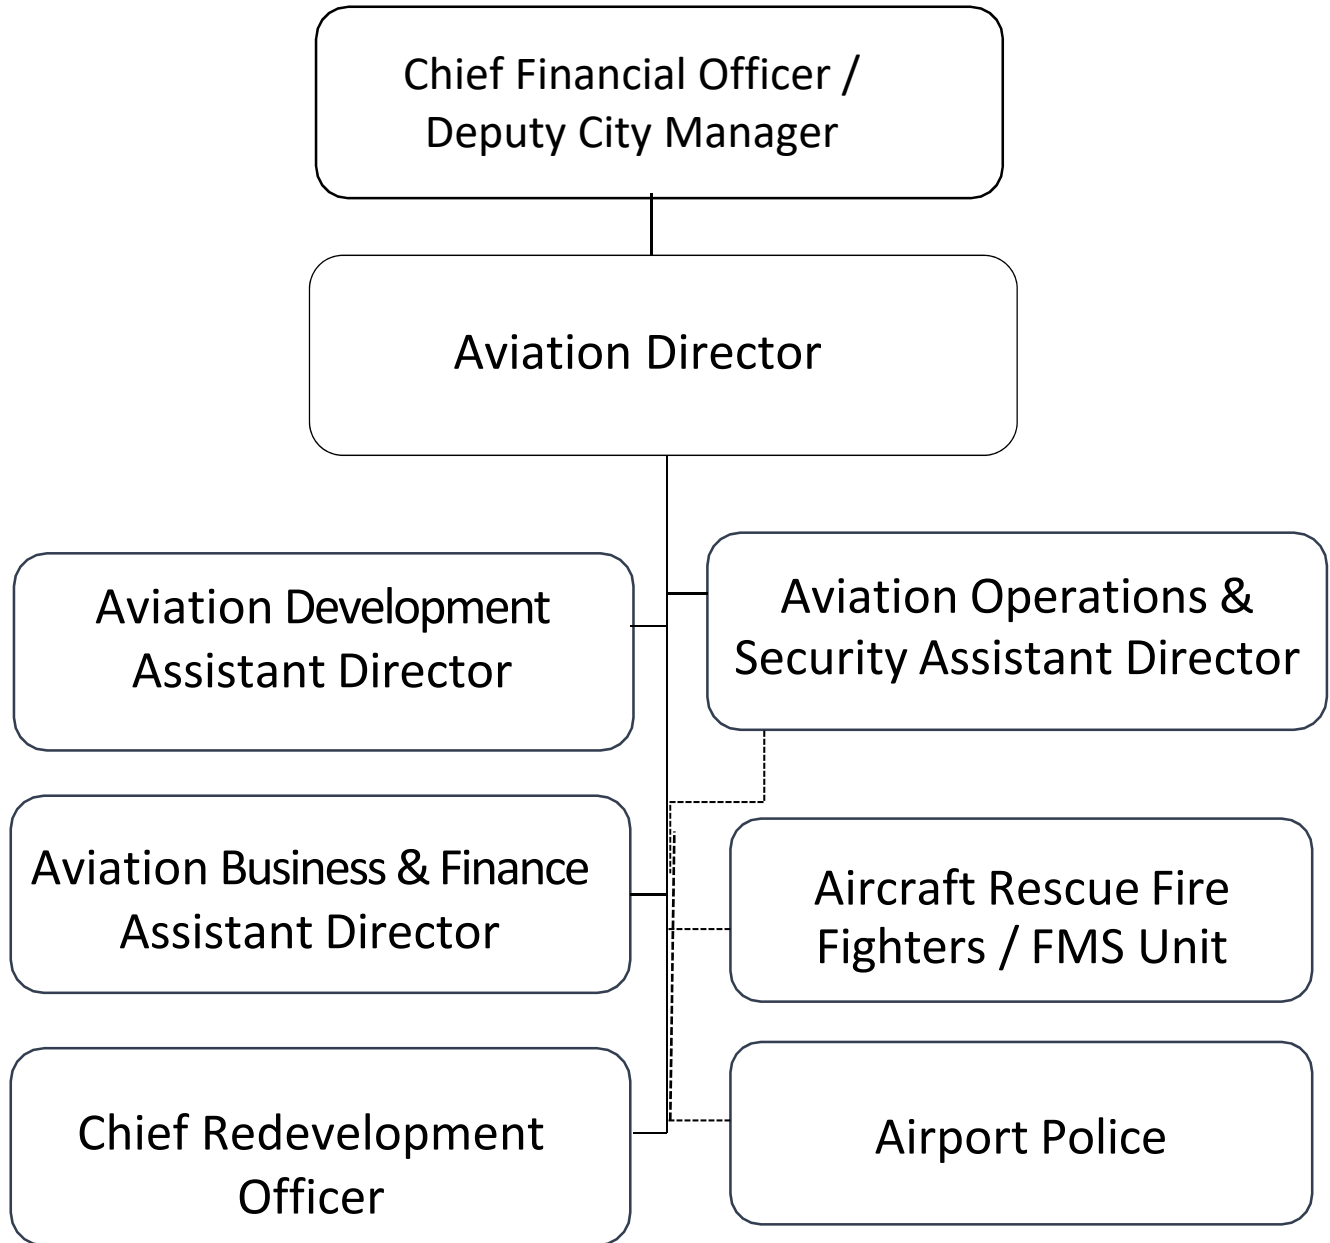 Chief Financial Officer /
Deputy City Manager
Aviation Director
Aviation Development
Assistant Director
Aviation Operations &
Security Assistant Director
Aviation Business & Finance
Assistant Director
Aircraft Rescue Fire
Fighters / FMS Unit
Chief Redevelopment
Officer
Airport Police